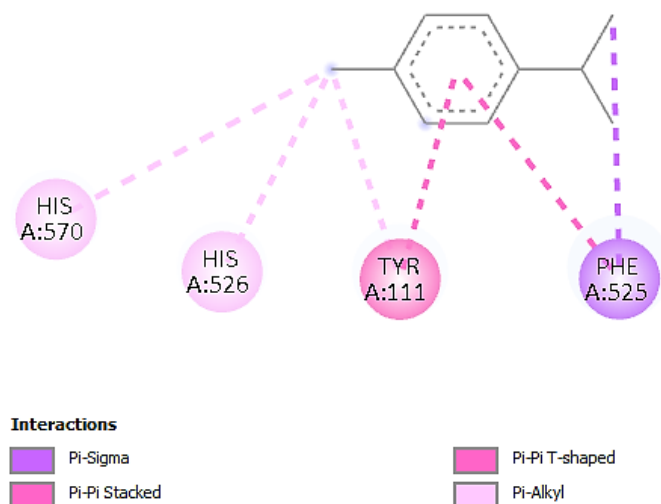 HIS
A:570
HIS
A:526
TYR
A:111
PHE
A:525
Interactions
Pi-Sigma
Pi-Pi T-shaped
Pi-Pi Stacked
Pi-Alkyl